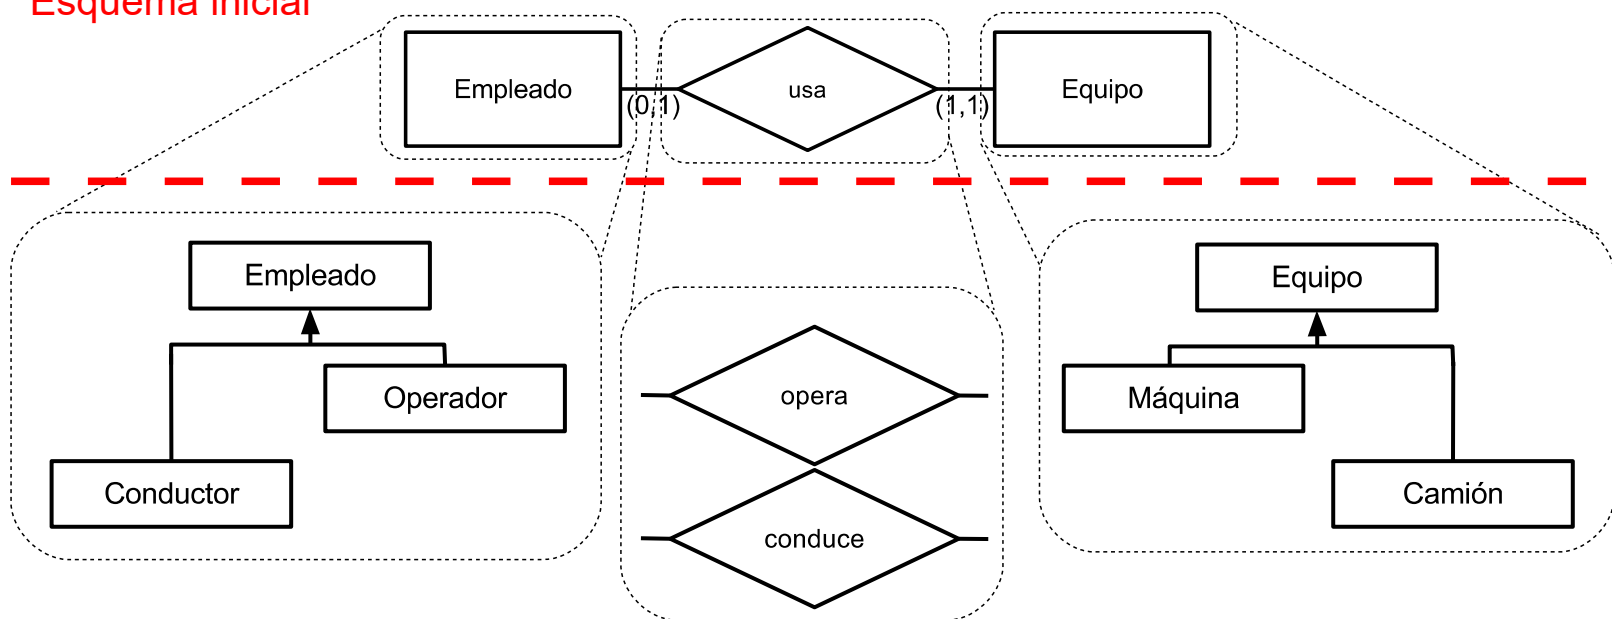 Esquema Inicial
Empleado
(0,1)
usa
(1,1)
Equipo
Empleado
Operador
Conductor
opera
conduce
Equipo
Máquina
Camión